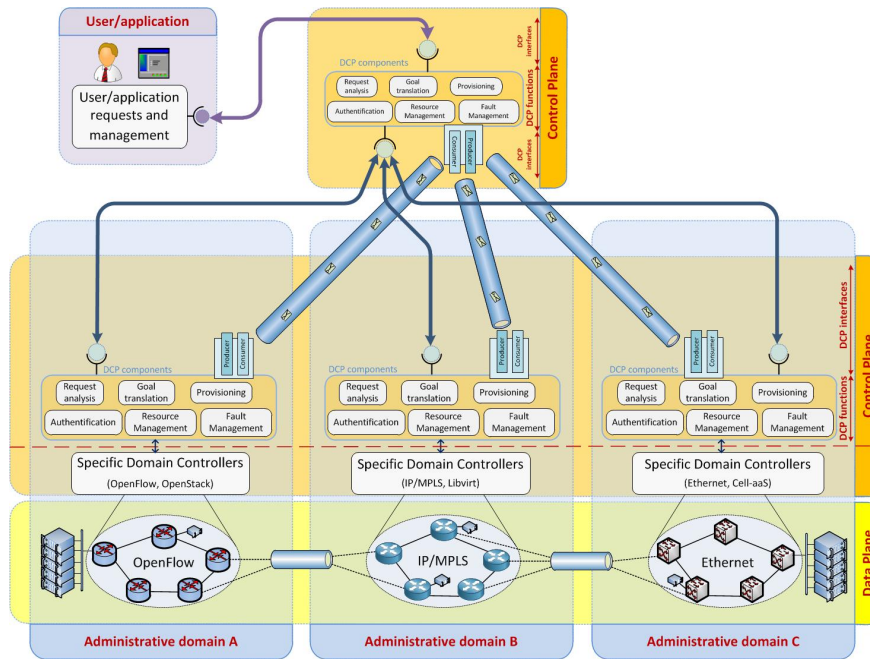 User/application
User/application
requests and
management
DCP components
Request
analysis
Goal
translation
Provisioning
Authentification
Resource
Management
Fault
Management
Consumer
Producer
DCP
interfaces
DCP functions
DCP
interfaces
Control Plane
DCP components
Producer
Consumer
Request
analysis
Goal
translation
Provisioning
Authentification
Resource
Management
Fault
Management
DCP components
Producer
Consumer
Request
analysis
Goal
translation
Provisioning
Authentification
Resource
Management
Fault
Management
DCP components
Producer
Consumer
Request
analysis
Goal
translation
Provisioning
Authentification
Resource
Management
Fault
Management
DCP interfaces
DCP functions
Control Plane
Specific Domain Controllers
(OpenFlow, OpenStack)
Specific Domain Controllers
(IP/MPLS, Libvirt)
Specific Domain Controllers
(Ethernet, Cell-aaS)
OpenFlow
IP/MPLS
Ethernet
Data Plane
Administrative domain A
Administrative domain B
Administrative domain C